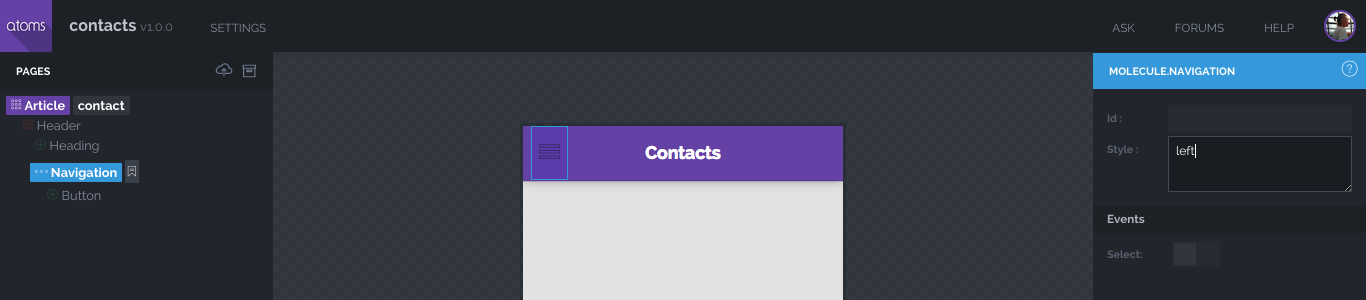 atoms contacts v1.0.0 SETTINGS ASK FORUMS HELP
PAGES
Article contact
Header
Heading
Navigation
Button
Contacts
MOLECULE.NAVIGATION ?
Id :
Style : left
Events
Select: